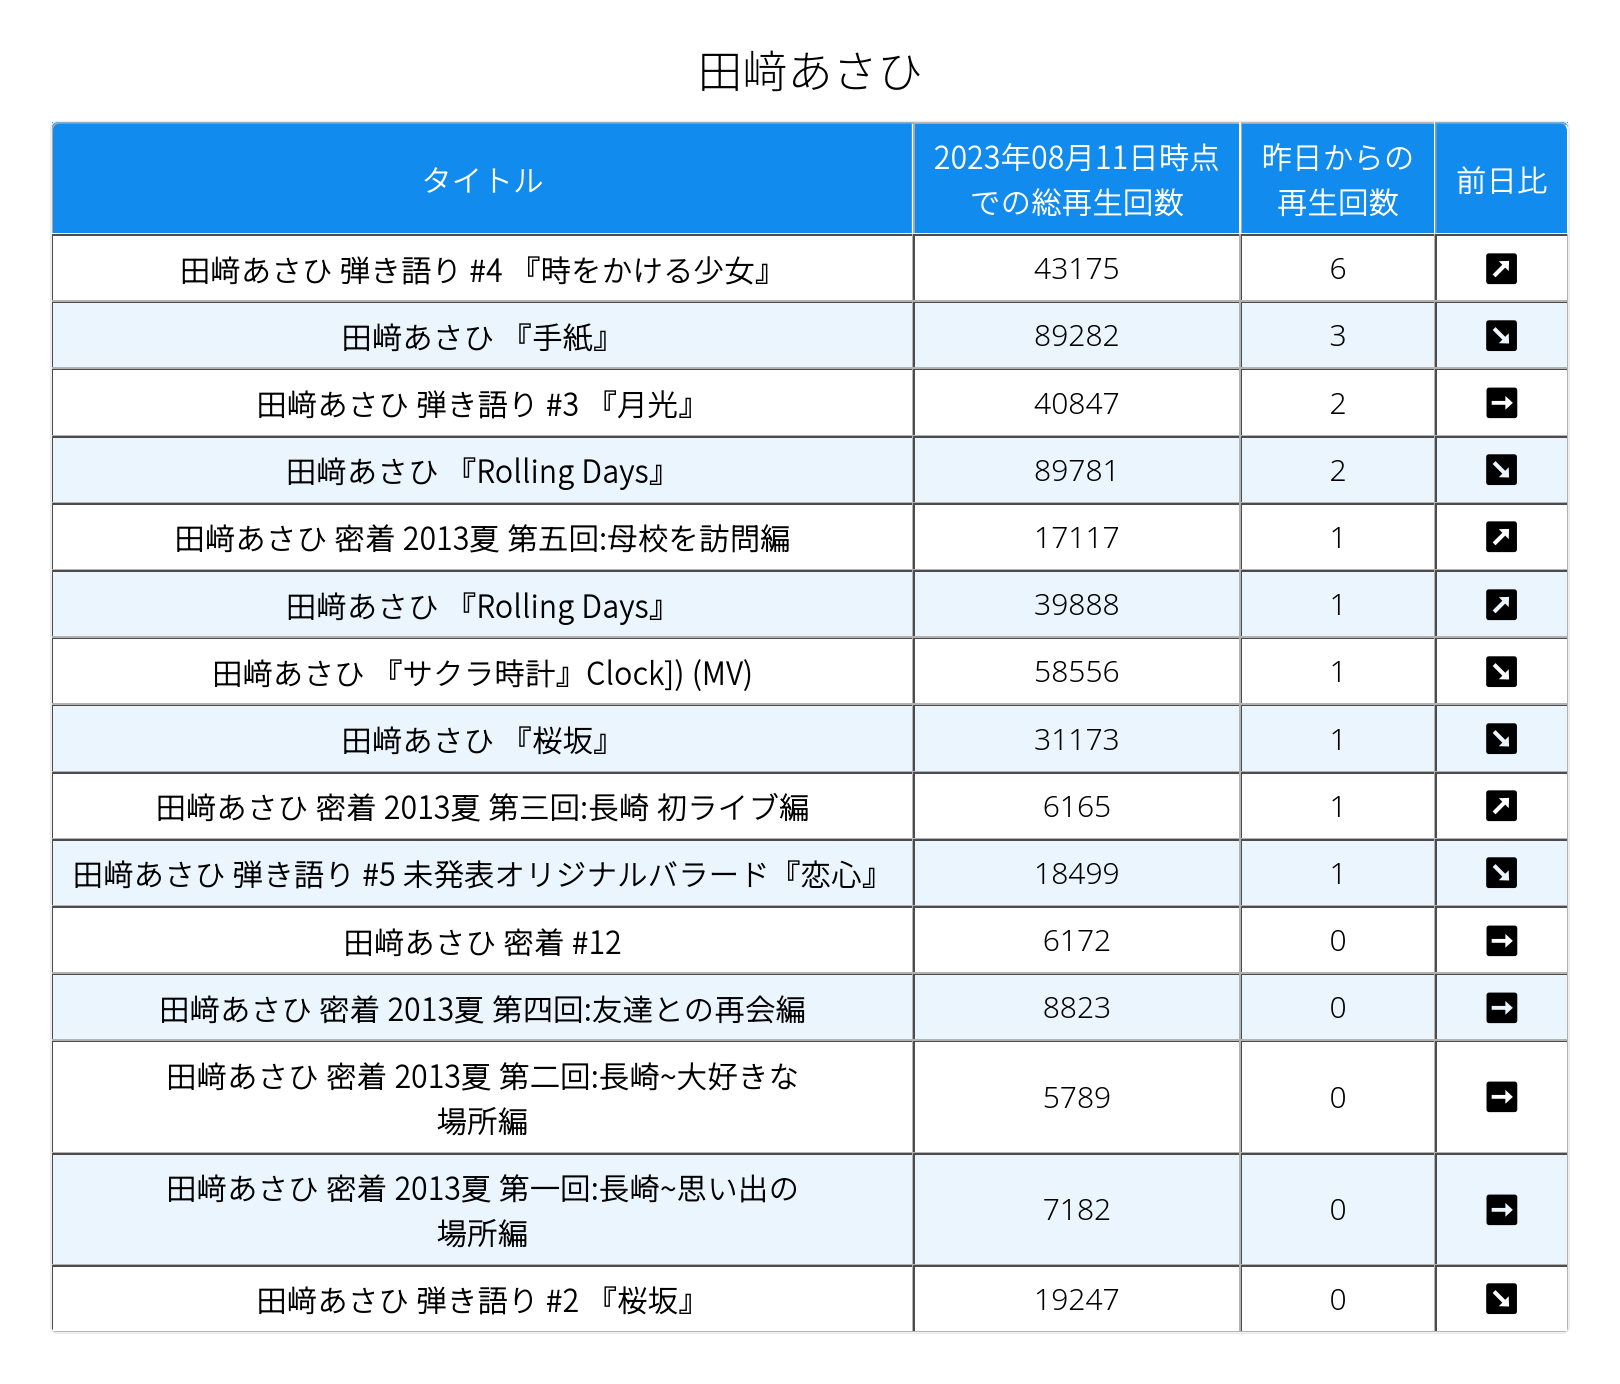 田﨑あさひ
タイトル
2023年08月11日時点
での総再生回数
昨日からの
再生回数
前日比
田﨑あさひ 弾き語り #4 『時をかける少女』 43175 6
田﨑あさひ 『手紙』 89282 3
田﨑あさひ 弾き語り #3 『月光』 40847 2
田﨑あさひ 『Rolling Days』 89781 2
田﨑あさひ 密着 2013夏 第五回:母校を訪問編 17117 1
田﨑あさひ 『Rolling Days』 39888 1
田﨑あさひ 『サクラ時計』Clock]) (MV) 58556 1
田﨑あさひ 『桜坂』 31173 1
田﨑あさひ 密着 2013夏 第三回:長崎 初ライブ編 6165 1
田﨑あさひ 弾き語り #5 未発表オリジナルバラード『恋心』 18499 1
田﨑あさひ 密着 #12 6172 0
田﨑あさひ 密着 2013夏 第四回:友達との再会編 8823 0
田﨑あさひ 密着 2013夏 第二回:長崎~大好きな
場所編 5789 0
田﨑あさひ 密着 2013夏 第一回:長崎~思い出の
場所編 7182 0
田﨑あさひ 弾き語り #2 『桜坂』 19247 0